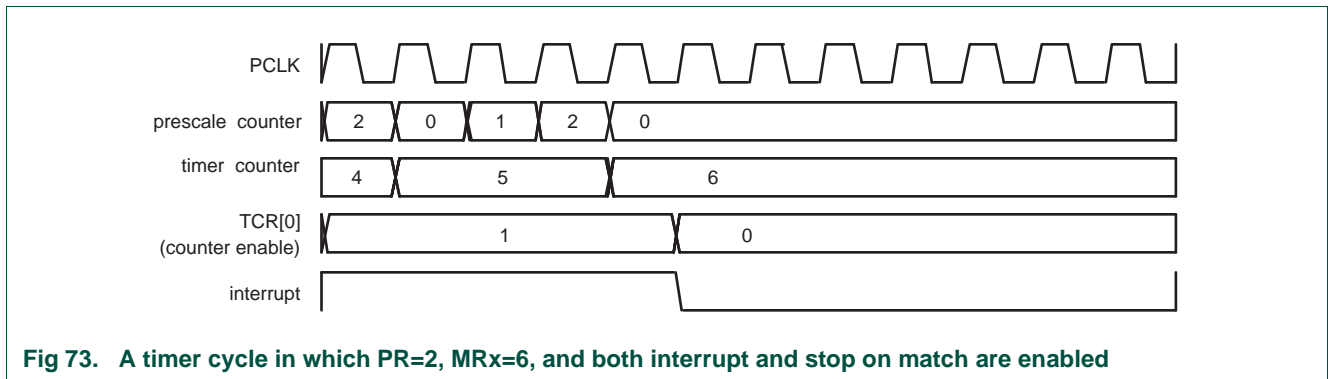 PCLK
prescale counter 2 0 1 2 0
timer counter 4 5 6
TCR[0]
(counter enable) 1 0
interrupt
Fig 73. A timer cycle in which PR=2, MRx=6, and both interrupt and stop on match are enabled